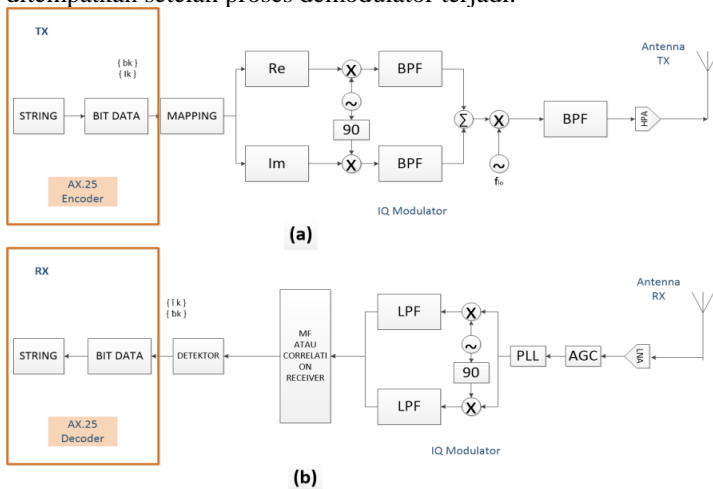 ditempatkan setelah proses demodulator terjadi.
TX
{ bk }
{ Ik }
STRING
BIT DATA
MAPPING
AX.25
Encoder
Re
X
BPF
~
90
Im
X
BPF
Σ
X
~
flo
BPF
HPA
Antenna
TX
IQ Modulator
(a)
RX
{ î k }
{ bk }
STRING
BIT DATA
DETEKTOR
AX.25
Decoder
MF
ATAU
CORRELATI
ON
RECEIVER
LPF
X
~
90
LPF
X
PLL
AGC
LNA
Antenna
RX
IQ Modulator
(b)